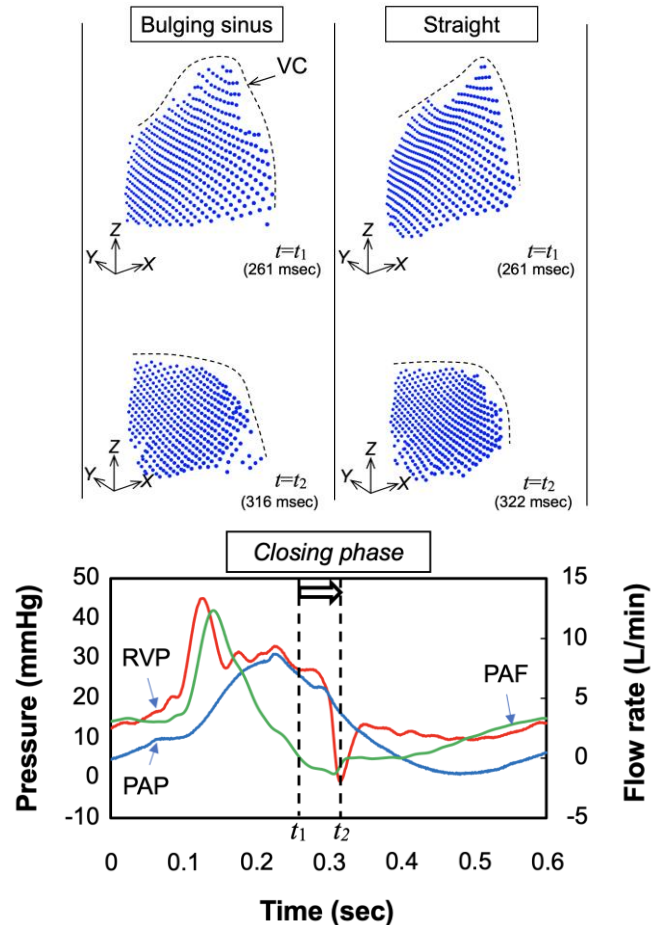 Bulging sinus
Straight
VC
Z
Y
X
t=t1
(261 msec)
Z
Y
X
t=t1
(261 msec)
Z
Y
X
t=t2
(316 msec)
Z
Y
X
t=t2
(322 msec)
Closing phase
Pressure (mmHg)
50
40
30
20
10
0
-10
RVP
PAP
PAF
15
10
5
0
-5
Flow rate (L/min)
t1
t2
0
0.1
0.2
0.3
0.4
0.5
0.6
Time (sec)